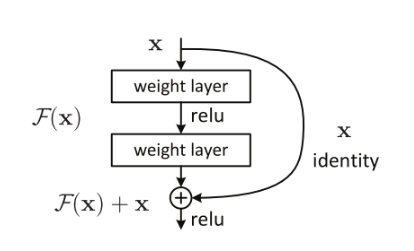 x
weight layer
relu
F(x)
x
identity
weight layer
F(x) + x
relu